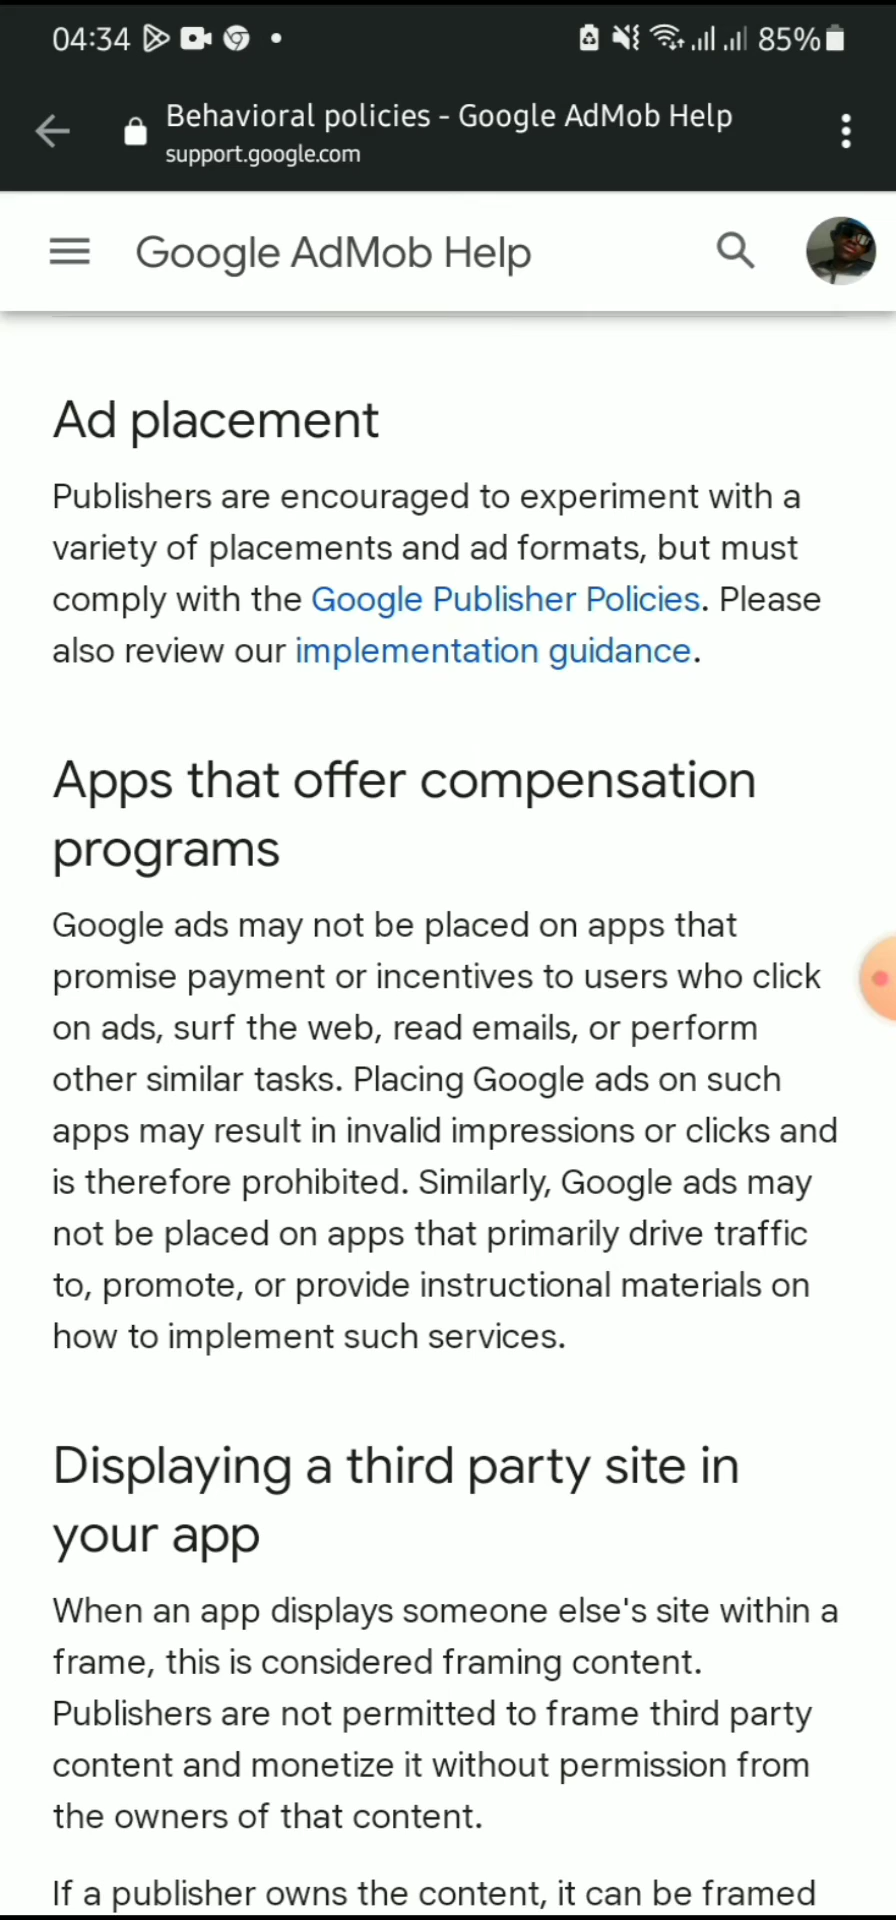 04:34
85%
Behavioral policies - Google AdMob Help
support.google.com
Google AdMob Help
Ad placement
Publishers are encouraged to experiment with a
variety of placements and ad formats, but must
comply with the Google Publisher Policies. Please
also review our implementation guidance.
Apps that offer compensation
programs
Google ads may not be placed on apps that
promise payment or incentives to users who click
on ads, surf the web, read emails, or perform
other similar tasks. Placing Google ads on such
apps may result in invalid impressions or clicks and
is therefore prohibited. Similarly, Google ads may
not be placed on apps that primarily drive traffic
to, promote, or provide instructional materials on
how to implement such services.
Displaying a third party site in
your app
When an app displays someone else's site within a
frame, this is considered framing content.
Publishers are not permitted to frame third party
content and monetize it without permission from
the owners of that content.
If a publisher owns the content, it can be framed